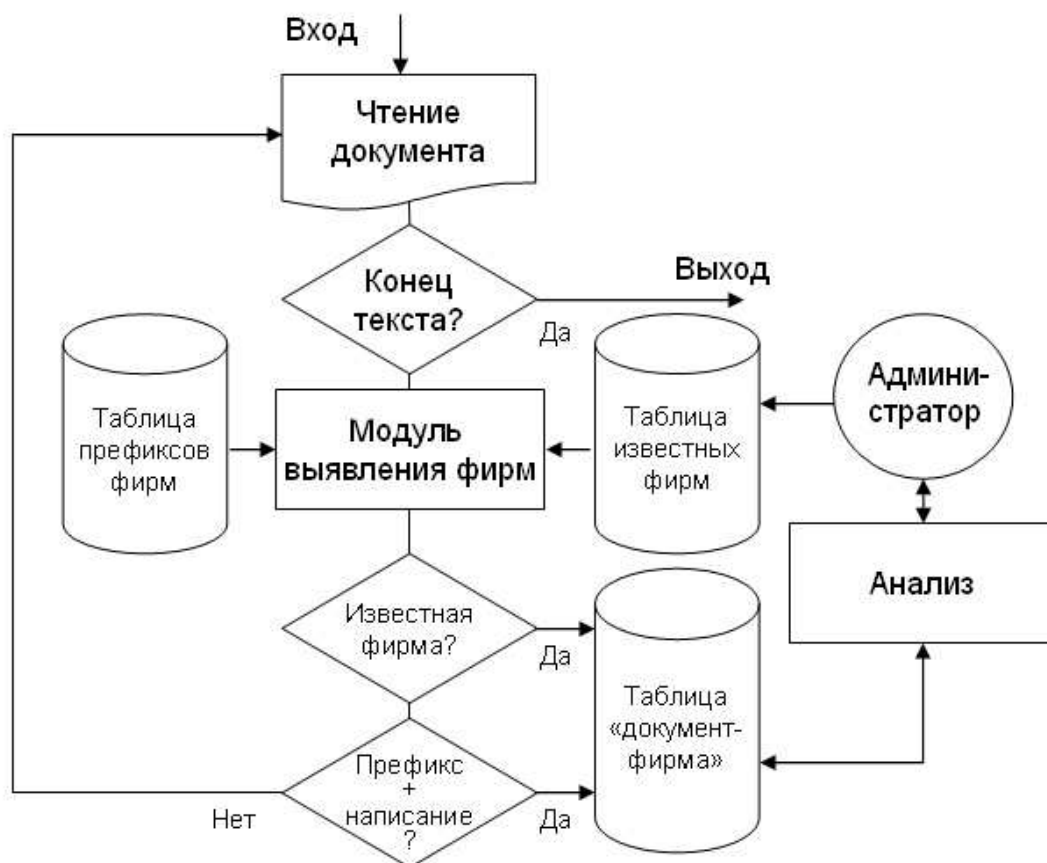 Вход
Чтение
документа
Конец
текста?
Выход
Да
Таблица
префиксов
фирм
Модуль
выявления фирм
Таблица
известных
фирм
Админи-
стратор
Анализ
Известная
фирма?
Да
Таблица
«документ-
фирма»
Префикс
+
написание
?
Нет
Да